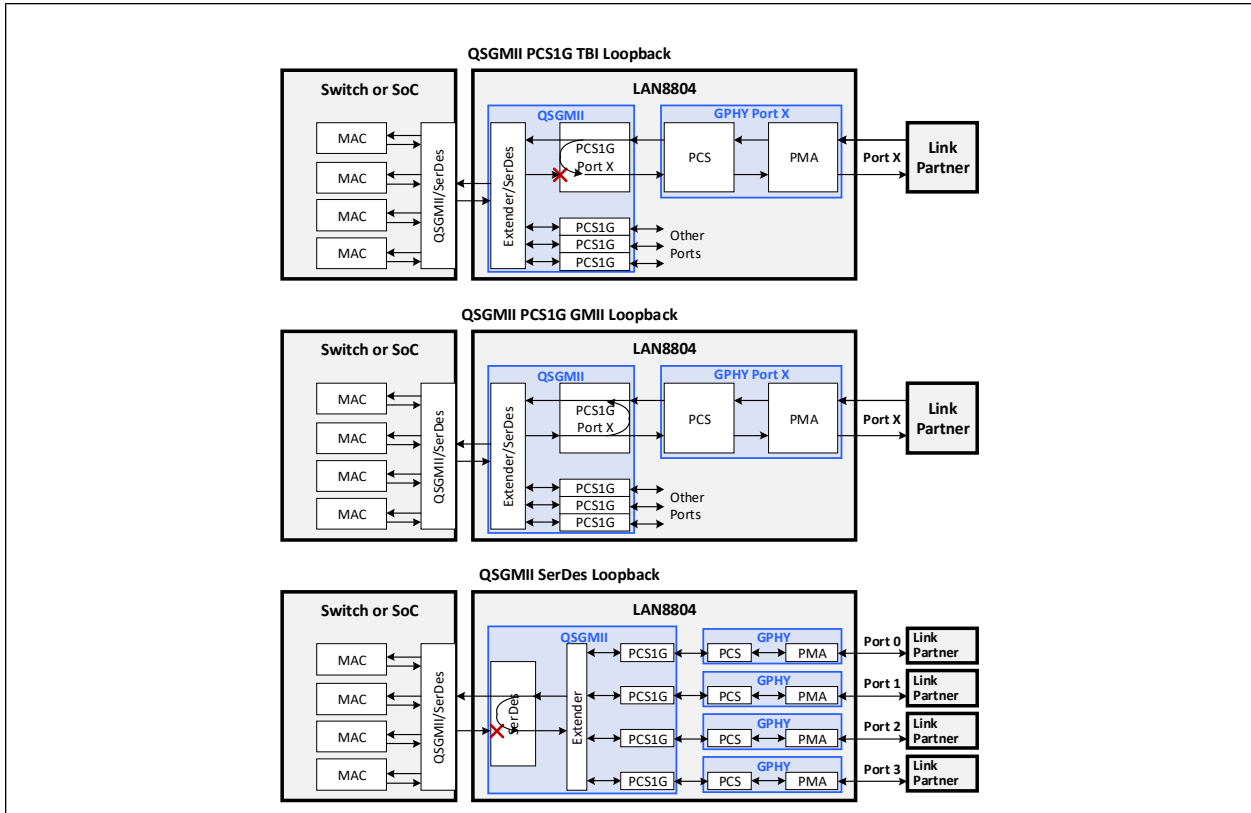 QSGMII PCS1G TBI Loopback
Switch or SoC
LAN8804
QSGMII
GPHY Port X
MAC
MAC
MAC
MAC
QSGMII/SerDes
Extender/SerDes
PCS1G
Port X
PCS
PMA
Port X
Link
Partner
PCS1G
PCS1G
PCS1G
Other
Ports
QSGMII PCS1G GMII Loopback
Switch or SoC
LAN8804
QSGMII
GPHY Port X
MAC
MAC
MAC
MAC
QSGMII/SerDes
Extender/SerDes
PCS1G
Port X
PCS
PMA
Port X
Link
Partner
PCS1G
PCS1G
PCS1G
Other
Ports
QSGMII SerDes Loopback
Switch or SoC
LAN8804
QSGMII
MAC
MAC
MAC
MAC
QSGMII/SerDes
SerDes
Extender
PCS1G
GPHY
PCS
PMA
Port 0
Link
Partner
PCS1G
GPHY
PCS
PMA
Port 1
Link
Partner
PCS1G
GPHY
PCS
PMA
Port 2
Link
Partner
PCS1G
GPHY
PCS
PMA
Port 3
Link
Partner